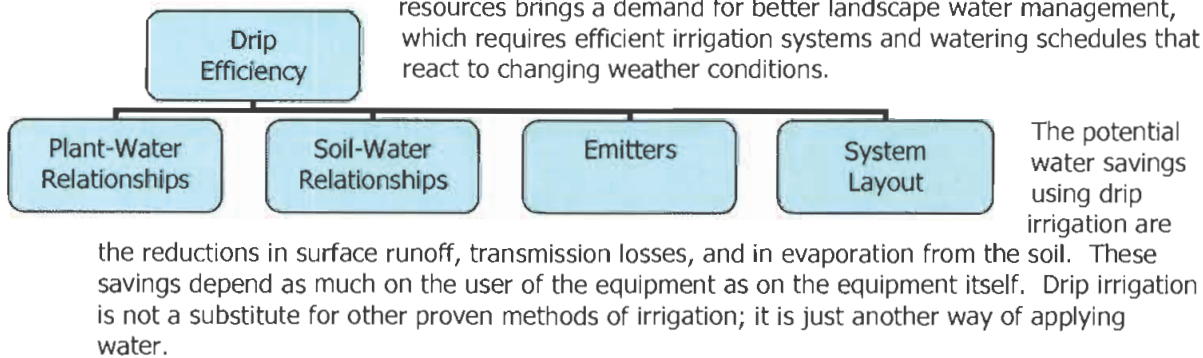 resources brings a demand for better landscape water management,
which requires efficient irrigation systems and watering schedules that
react to changing weather conditions.
Drip
Efficiency
Plant-Water
Relationships
Soil-Water
Relationships
Emitters
System
Layout
The potential
water savings
using drip
irrigation are
the reductions in surface runoff, transmission losses, and in evaporation from the soil. These
savings depend as much on the user of the equipment as on the equipment itself. Drip irrigation
is not a substitute for other proven methods of irrigation; it is just another way of applying
water.